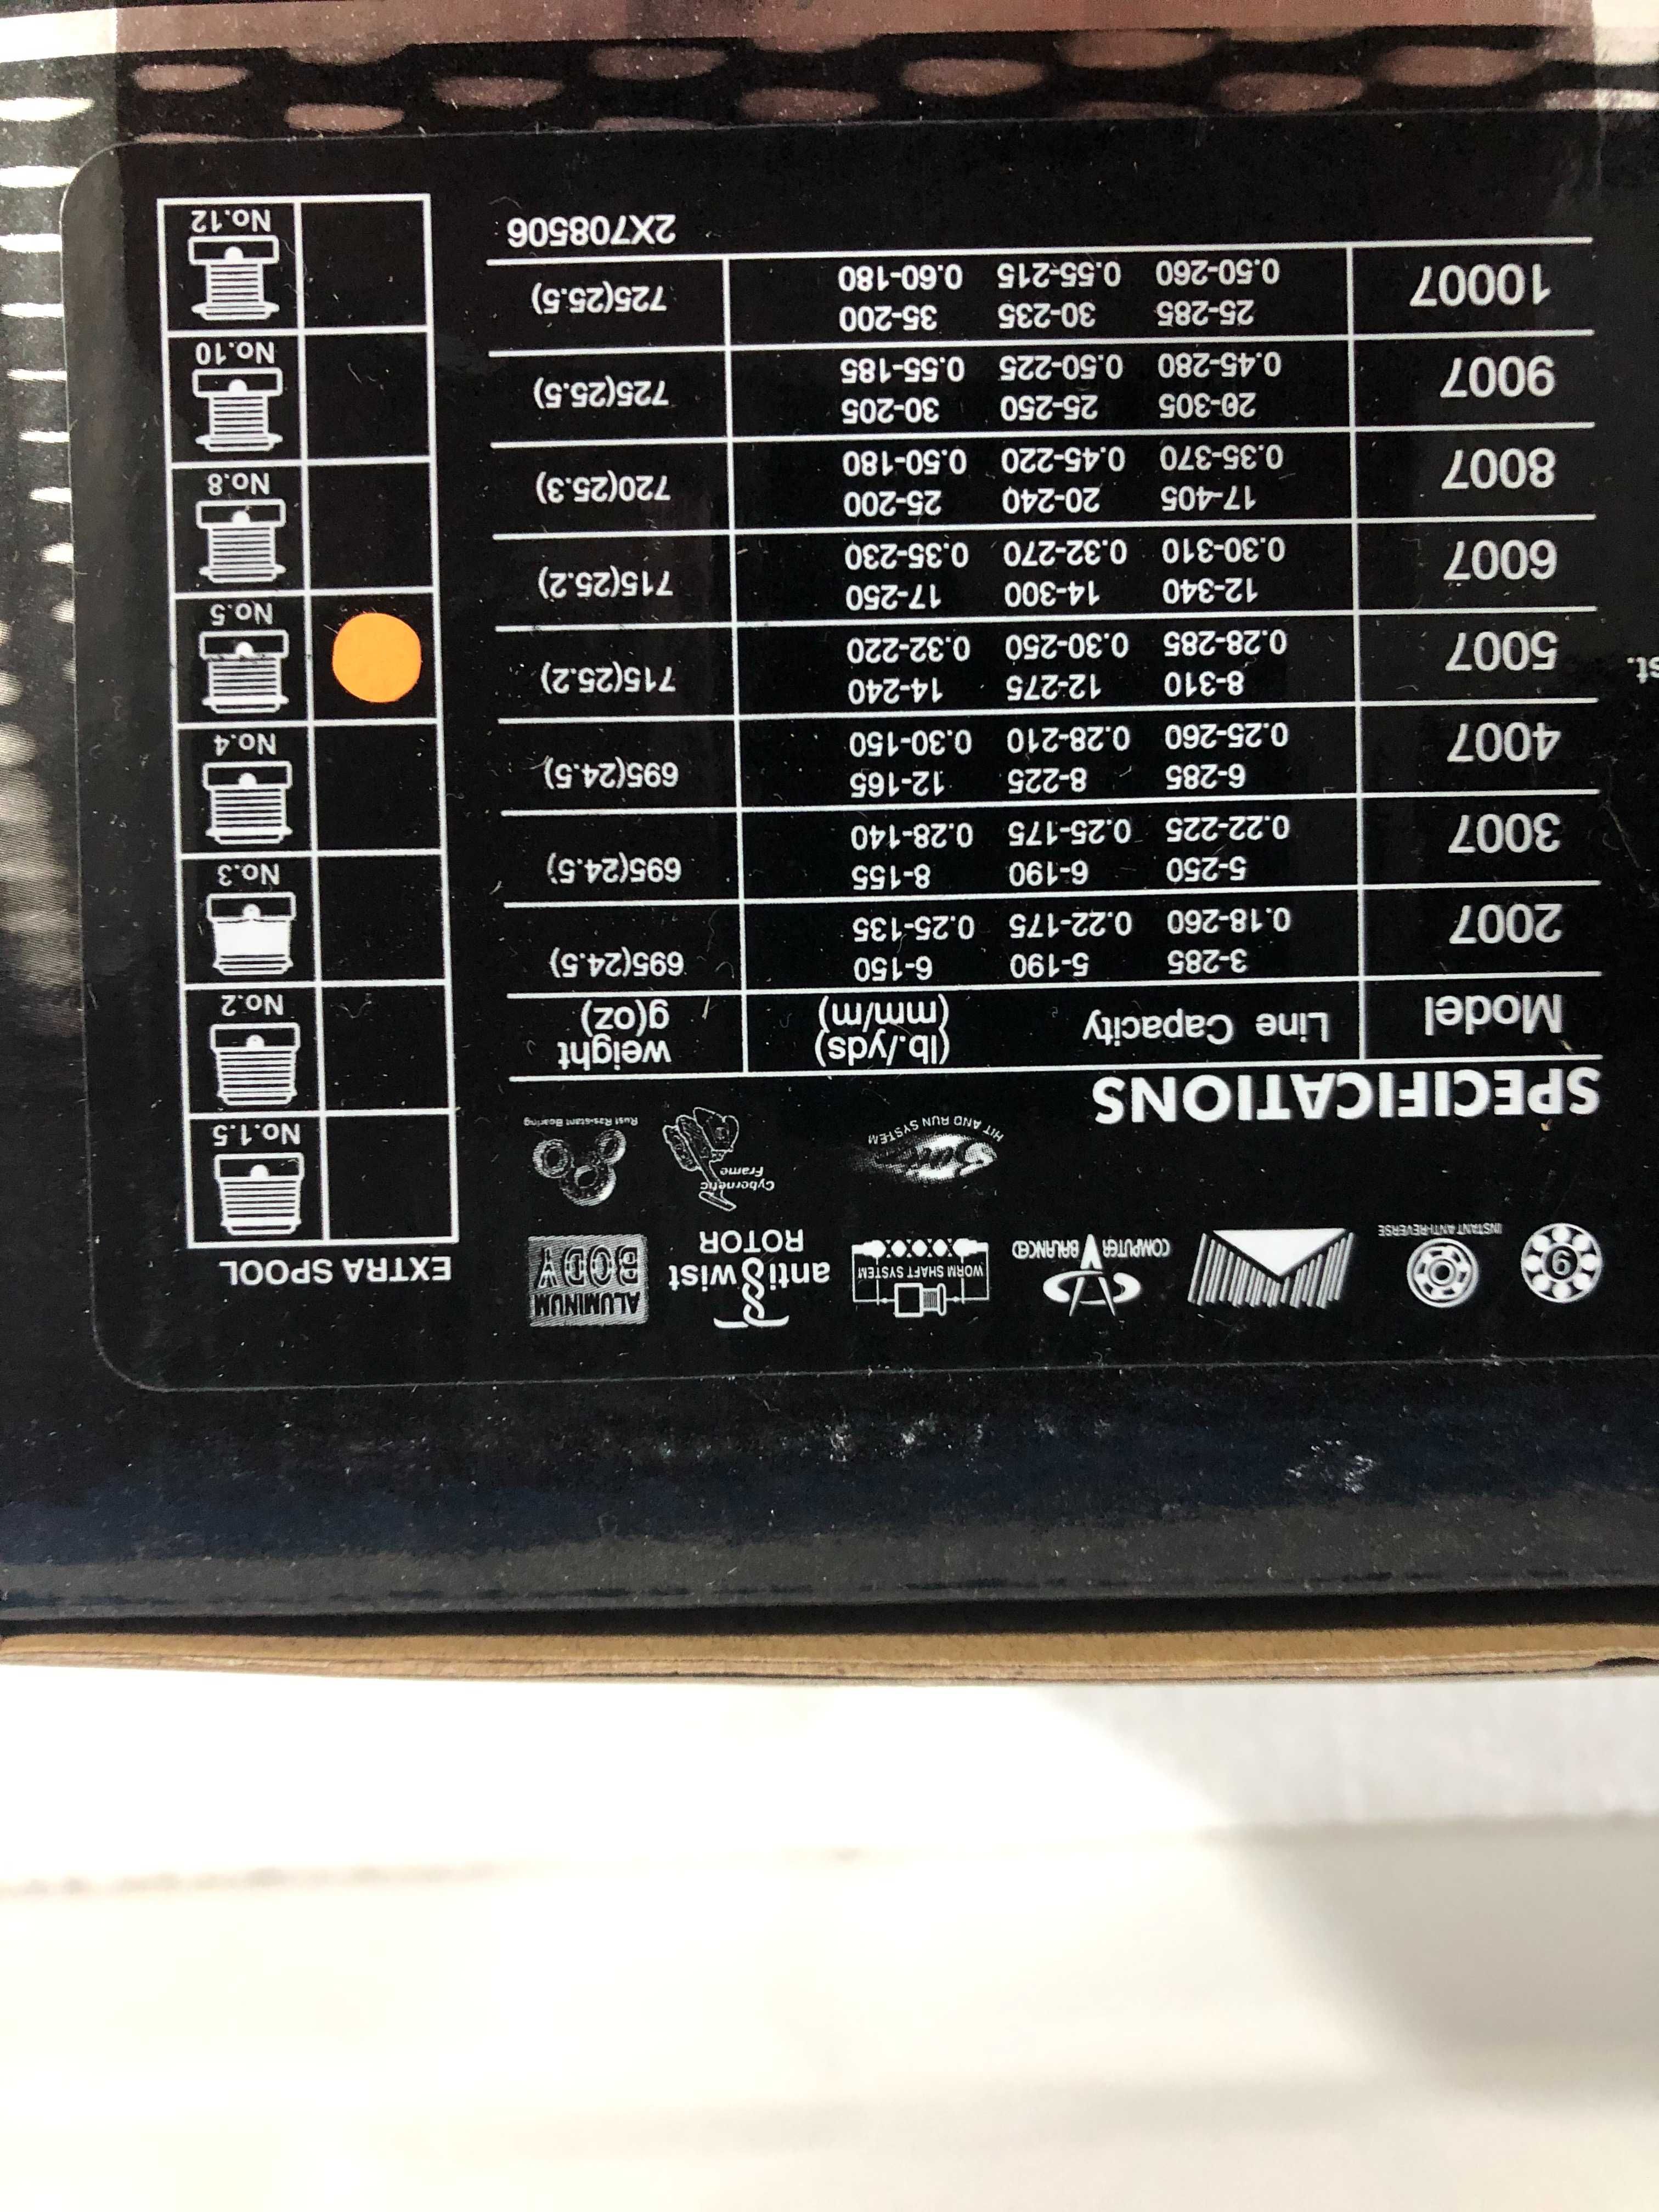 9
INSTANT ANTI-REVERSE
COMPUTER BALANCED
WORM SHAFT SYSTEM
antitwist
ROTOR
ALUMINUM
BODY
HIT AND RUN SYSTEM
Cybernetic
Frame
Rust Resistant Bearing
SPECIFICATIONS
Model Line Capacity (lb./yds) (mm/m) weight g(oz)
2007 3-285 5-190 6-150 695(24.5)
0.18-260 0.22-175 0.25-135
3007 5-250 6-190 8-155 695(24.5)
0.22-225 0.25-175 0.28-140
4007 6-285 8-225 12-165 695(24.5)
0.25-260 0.28-210 0.30-150
5007 8-310 12-275 14-240 715(25.2)
0.28-285 0.30-250 0.32-220
6007 12-340 14-300 17-250 715(25.2)
0.30-310 0.32-270 0.35-230
8007 17-405 20-240 25-200 720(25.3)
0.35-370 0.45-220 0.50-180
9007 20-305 25-250 30-205 725(25.5)
0.45-280 0.50-225 0.55-185
10007 25-285 30-235 35-200 725(25.5)
0.50-260 0.55-215 0.60-180
2X708506
EXTRA SPOOL
No.1.5
No.2
No.3
No.4
No.5
No.8
No.10
No.12